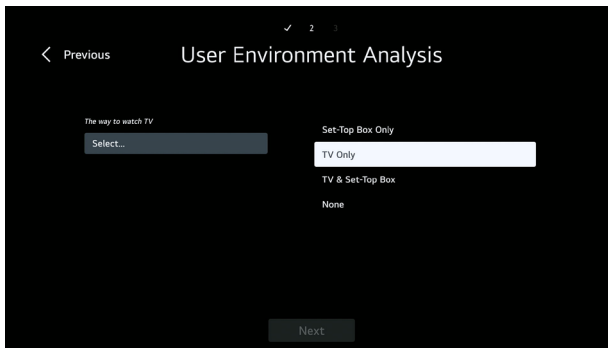 ✓ 2 3
Previous
User Environment Analysis
The way to watch TV
Select...
Set-Top Box Only
TV Only
TV & Set-Top Box
None
Next